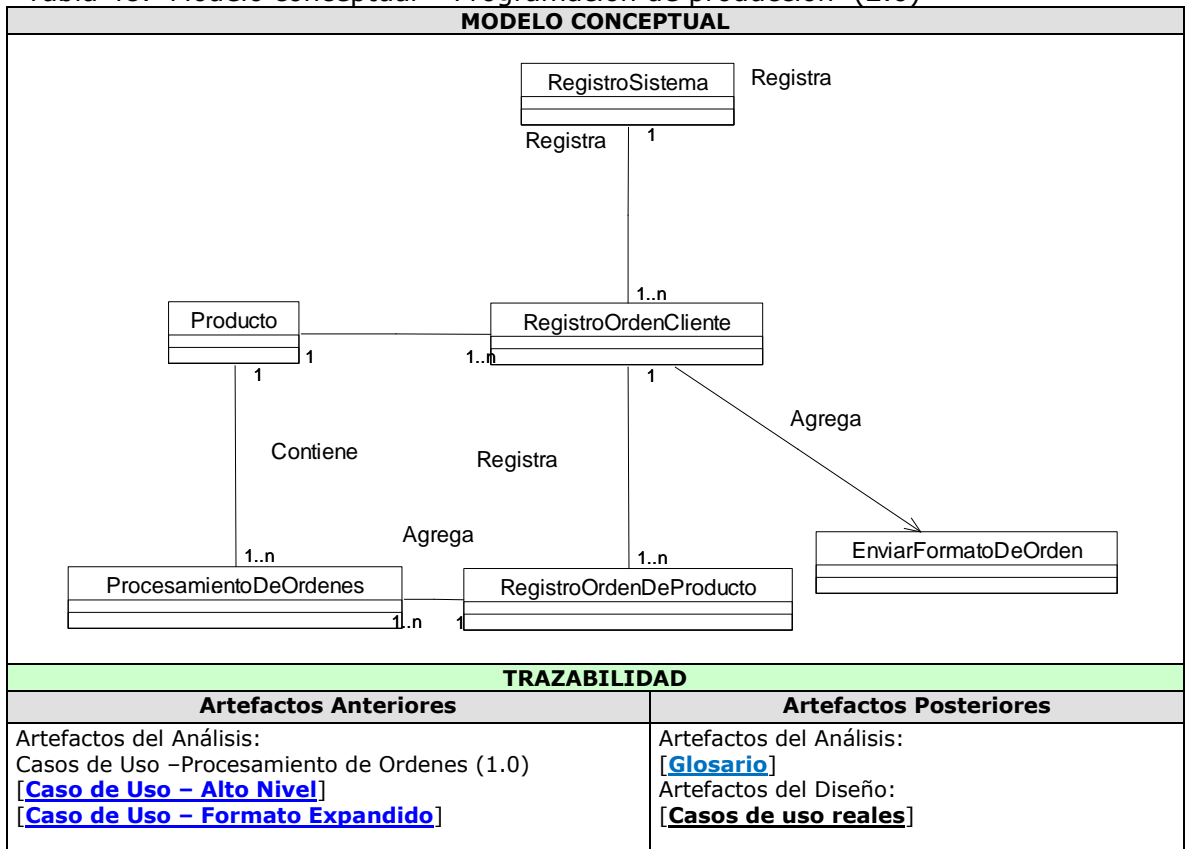 MODELO CONCEPTUAL
RegistroSistema
Registra
Registra
1
1..n
Producto
RegistroOrdenCliente
1
1..n
1
1
Agrega
Contiene
Registra
Agrega
1..n
1..n
EnviarFormatoDeOrden
ProcesamientoDeOrdenes
RegistroOrdenDeProducto
1..n
1
TRAZABILIDAD
Artefactos Anteriores
Artefactos Posteriores
Artefactos del Análisis:
Casos de Uso –Procesamiento de Ordenes (1.0)
[Caso de Uso – Alto Nivel]
[Caso de Uso – Formato Expandido]
Artefactos del Análisis:
[Glosario]
Artefactos del Diseño:
[Casos de uso reales]